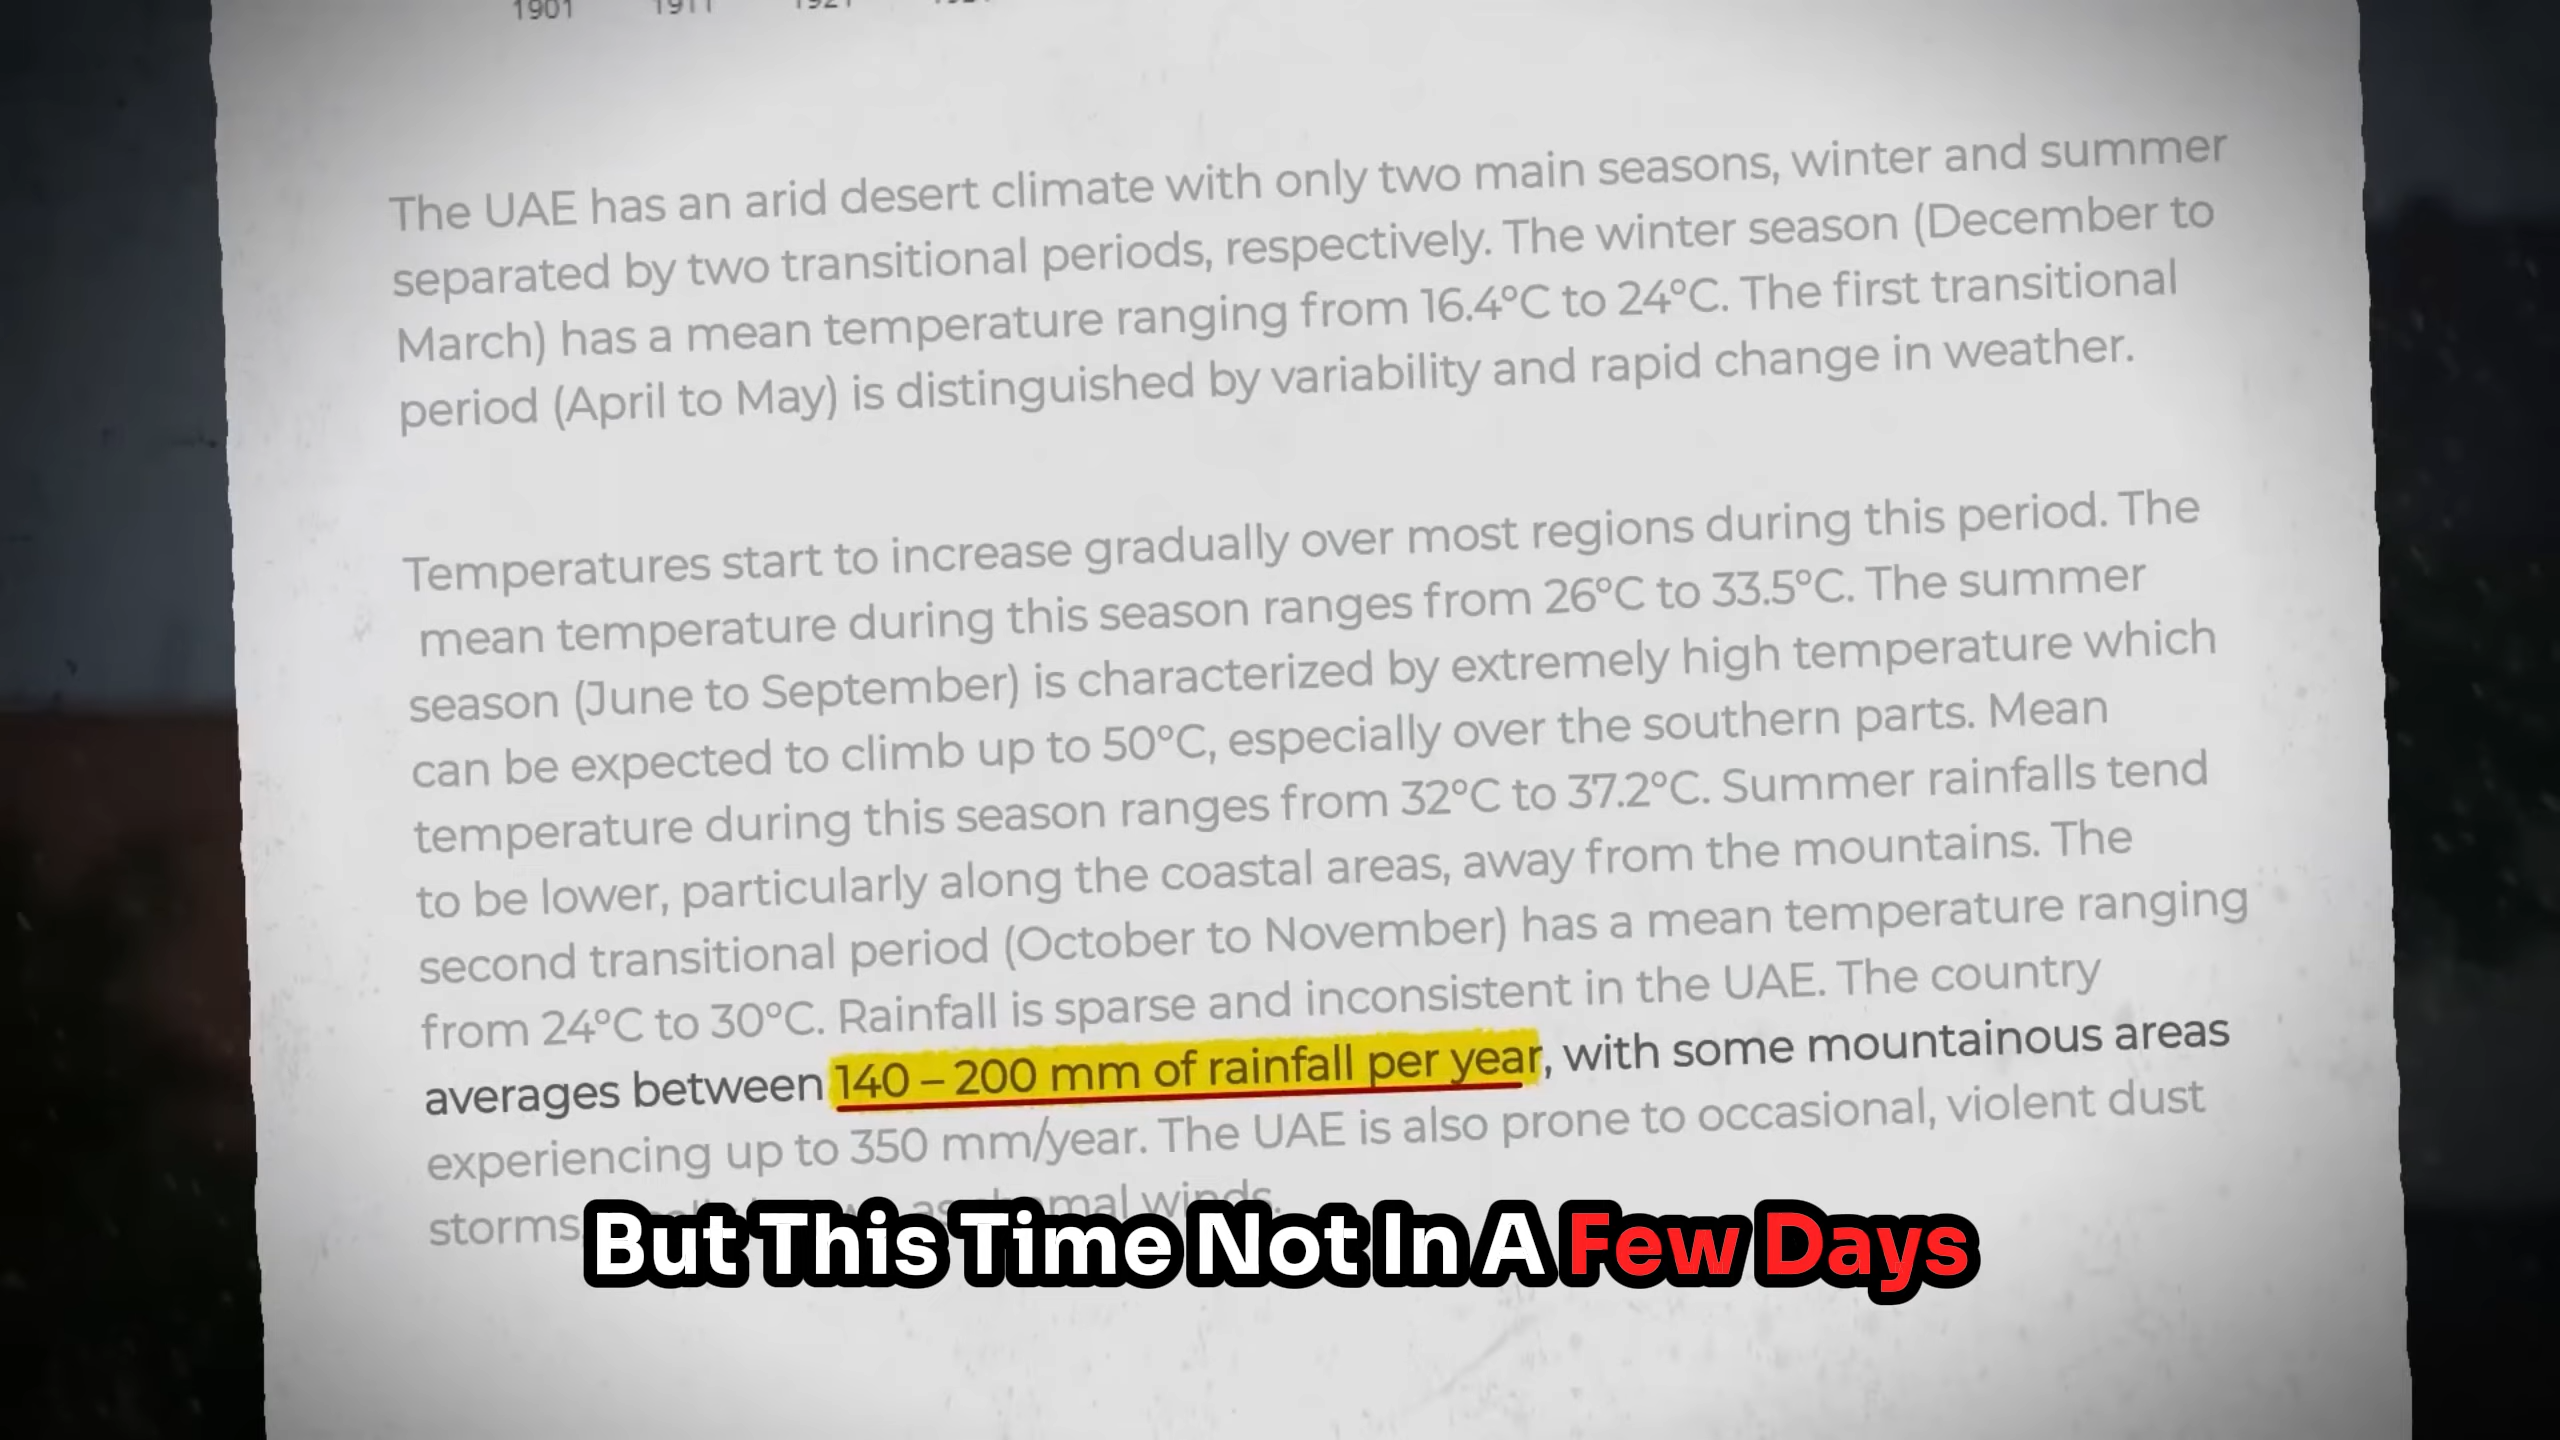 1901 1911 1921
The UAE has an arid desert climate with only two main seasons, winter and summer
separated by two transitional periods, respectively. The winter season (December to
March) has a mean temperature ranging from 16.4°C to 24°C. The first transitional
period (April to May) is distinguished by variability and rapid change in weather.
Temperatures start to increase gradually over most regions during this period. The
mean temperature during this season ranges from 26°C to 33.5°C. The summer
season (June to September) is characterized by extremely high temperature which
can be expected to climb up to 50°C, especially over the southern parts. Mean
temperature during this season ranges from 32°C to 37.2°C. Summer rainfalls tend
to be lower, particularly along the coastal areas, away from the mountains. The
second transitional period (October to November) has a mean temperature ranging
from 24°C to 30°C. Rainfall is sparse and inconsistent in the UAE. The country
averages between 140 – 200 mm of rainfall per year, with some mountainous areas
experiencing up to 350 mm/year. The UAE is also prone to occasional, violent dust
storms as winds.
But This Time Not In A Few Days